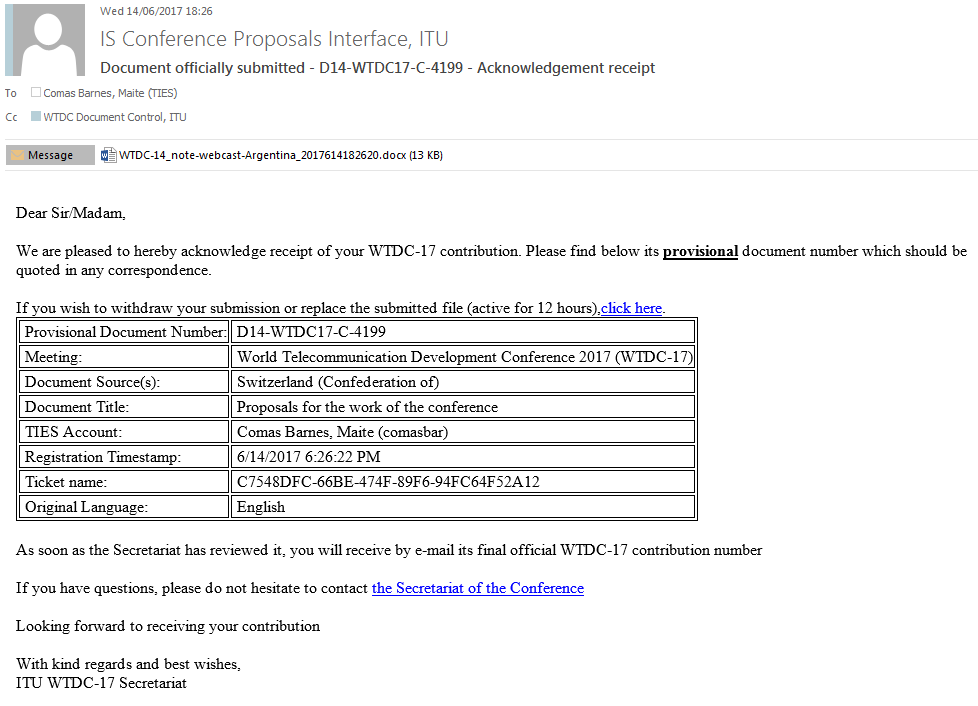 Wed 14/06/2017 18:26
IS Conference Proposals Interface, ITU
Document officially submitted - D14-WTDC17-C-4199 - Acknowledgement receipt
To Comas Barnes, Maite (TIES)
Cc WTDC Document Control, ITU
Message WTDC-14_note-webcast-Argentina_2017614182620.docx (13 KB)
Dear Sir/Madam,
We are pleased to hereby acknowledge receipt of your WTDC-17 contribution. Please find below its provisional document number which should be
quoted in any correspondence.
If you wish to withdraw your submission or replace the submitted file (active for 12 hours),click here.
Provisional Document Number: D14-WTDC17-C-4199
Meeting: World Telecommunication Development Conference 2017 (WTDC-17)
Document Source(s): Switzerland (Confederation of)
Document Title: Proposals for the work of the conference
TIES Account: Comas Barnes, Maite (comasbar)
Registration Timestamp: 6/14/2017 6:26:22 PM
Ticket name: C7548DFC-66BE-474F-89F6-94FC64F52A12
Original Language: English
As soon as the Secretariat has reviewed it, you will receive by e-mail its final official WTDC-17 contribution number
If you have questions, please do not hesitate to contact the Secretariat of the Conference
Looking forward to receiving your contribution
With kind regards and best wishes,
ITU WTDC-17 Secretariat